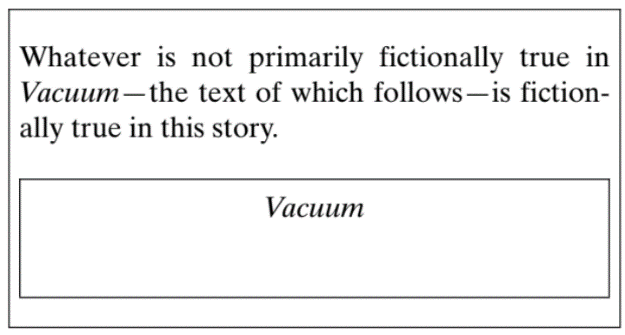 Whatever is not primarily fictionally true in
Vacuum—the text of which follows—is fiction-
ally true in this story.
Vacuum